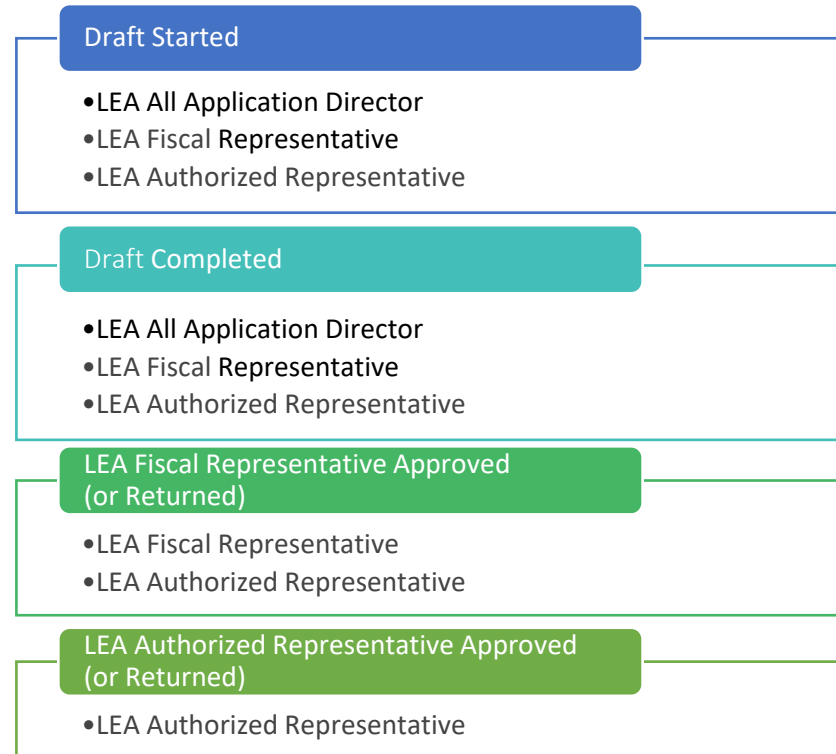 Draft Started
•LEA All Application Director
•LEA Fiscal Representative
•LEA Authorized Representative
Draft Completed
•LEA All Application Director
•LEA Fiscal Representative
•LEA Authorized Representative
LEA Fiscal Representative Approved
(or Returned)
•LEA Fiscal Representative
•LEA Authorized Representative
LEA Authorized Representative Approved
(or Returned)
•LEA Authorized Representative